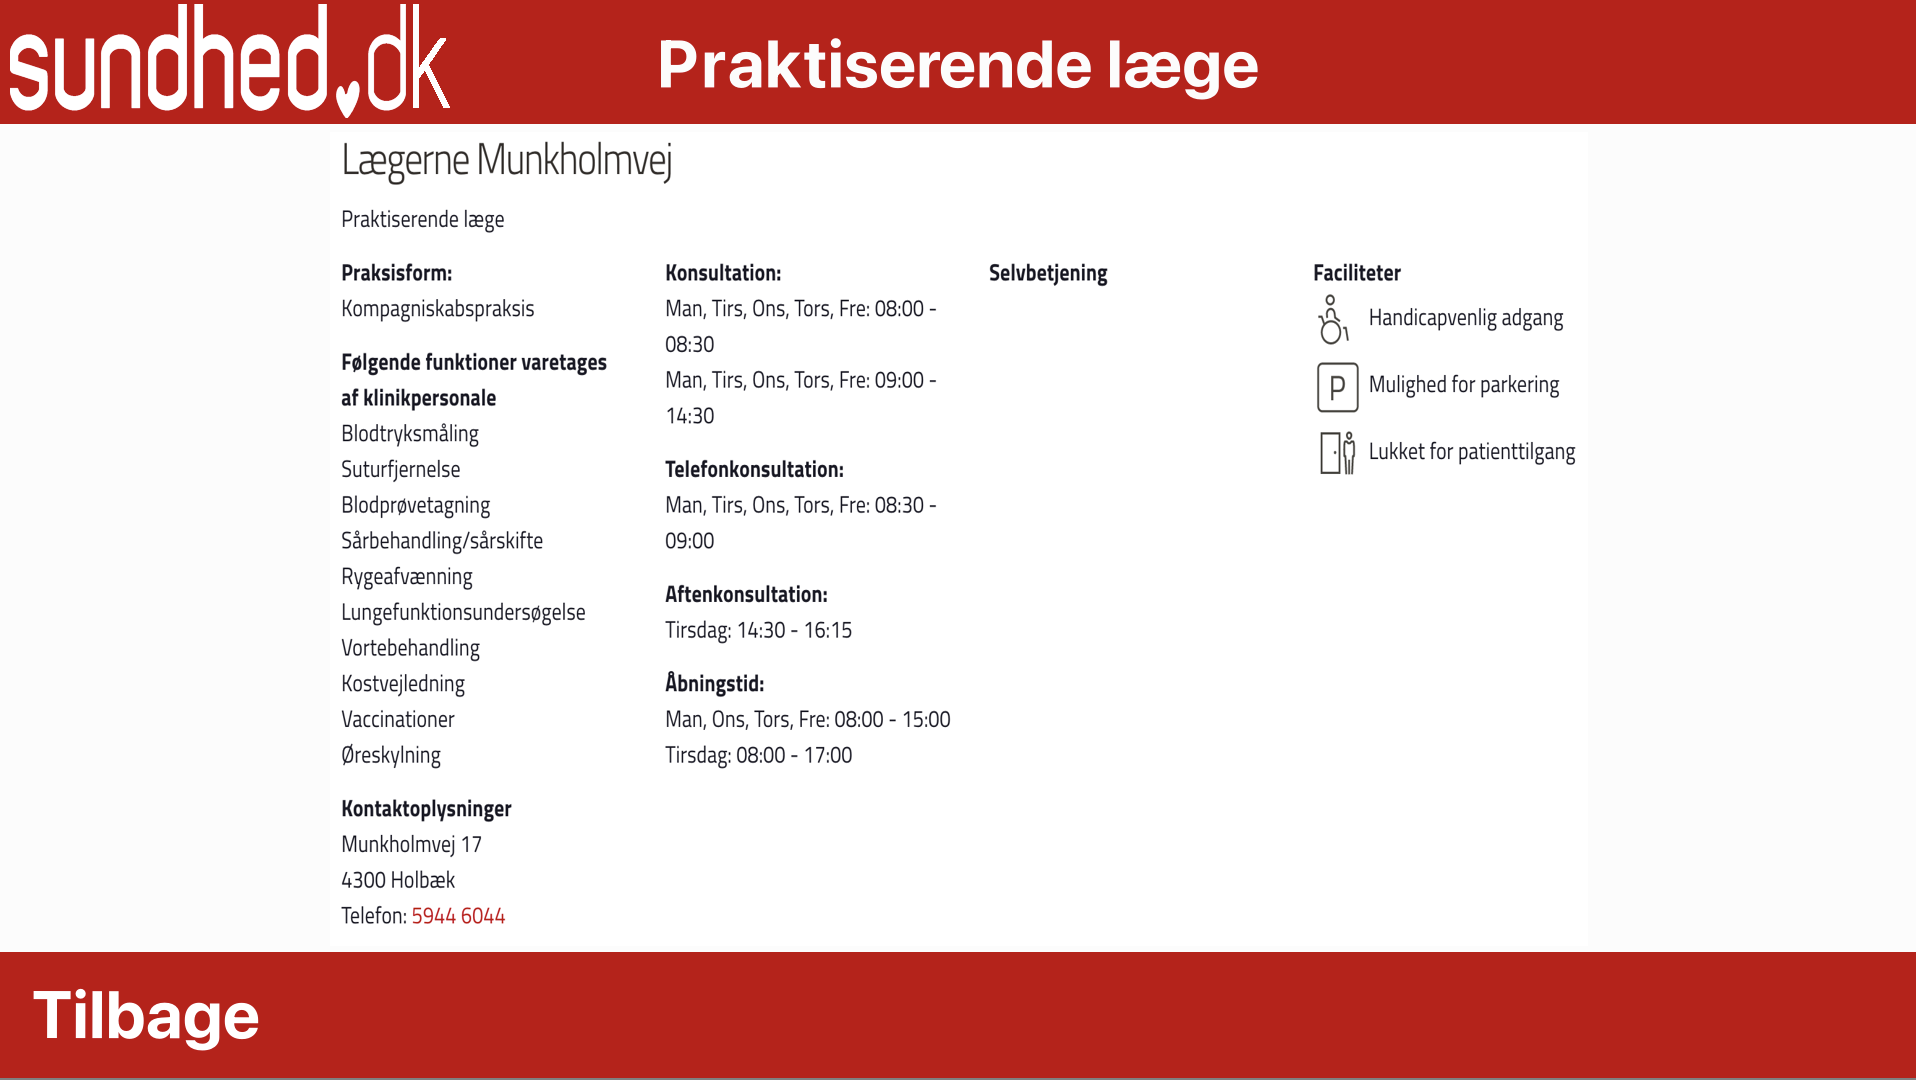 sundhed.dk
Praktiserende læge
Lægerne Munkholmvej
Praktiserende læge
Praksisform:
Kompagniskabspraksis
Følgende funktioner varetages
af klinikpersonale
Blodtryksmåling
Suturfjernelse
Blodprøvetagning
Sårbehandling/sårskifte
Rygeafvænning
Lungefunktionsundersøgelse
Vortebehandling
Kostvejledning
Vaccinationer
Øreskylning
Kontaktoplysninger
Munkholmvej 17
4300 Holbæk
Telefon: 5944 6044
Konsultation:
Man, Tirs, Ons, Tors, Fre: 08:00 -
08:30
Man, Tirs, Ons, Tors, Fre: 09:00 -
14:30
Telefonkonsultation:
Man, Tirs, Ons, Tors, Fre: 08:30 -
09:00
Aftenkonsultation:
Tirsdag: 14:30 - 16:15
Åbningstid:
Man, Ons, Tors, Fre: 08:00 - 15:00
Tirsdag: 08:00 - 17:00
Selvbetjening
Faciliteter
Handicapvenlig adgang
P Mulighed for parkering
Lukket for patienttilgang
Tilbage